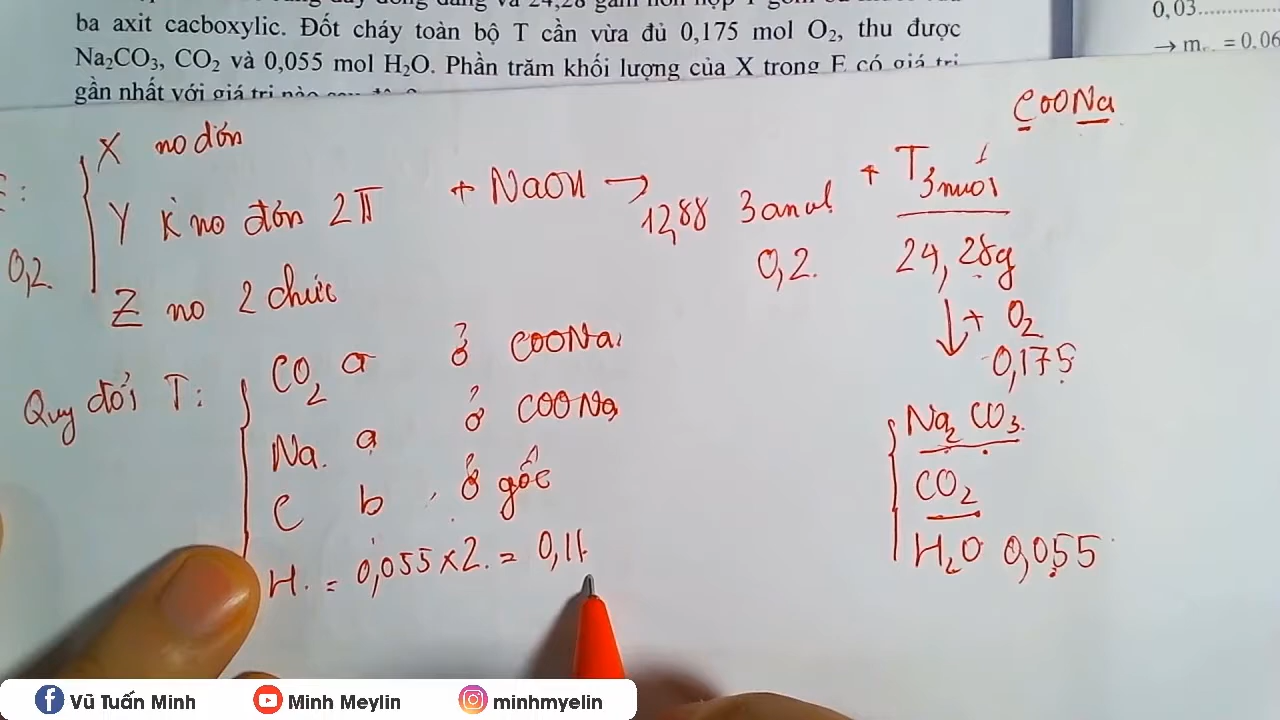 ba axit cacboxylic. Đốt cháy toàn bộ T cần vừa đủ 0,175 mol O₂, thu được
Na₂CO₃, CO₂ và 0,055 mol H₂O. Phần trăm khối lượng của X trong E có giá trị
gần nhất với giá trị nào
0,03
→ m = 0.06
COONa
X no đơn
Y k no đơn 2π + NaOH → 12,88 3 ancol + T 3 muối
0,2
0,2. 24,28g
Z no 2 chức
+ O₂
0,175
Quy đổi T: CO₂ a ở COONa
Na. a ở COONa
C b, ở gốc
H. = 0,055 x 2. = 0,11
Na₂CO₃
CO₂
H₂O 0,055
Vũ Tuấn Minh Minh Meylin minhmyelin